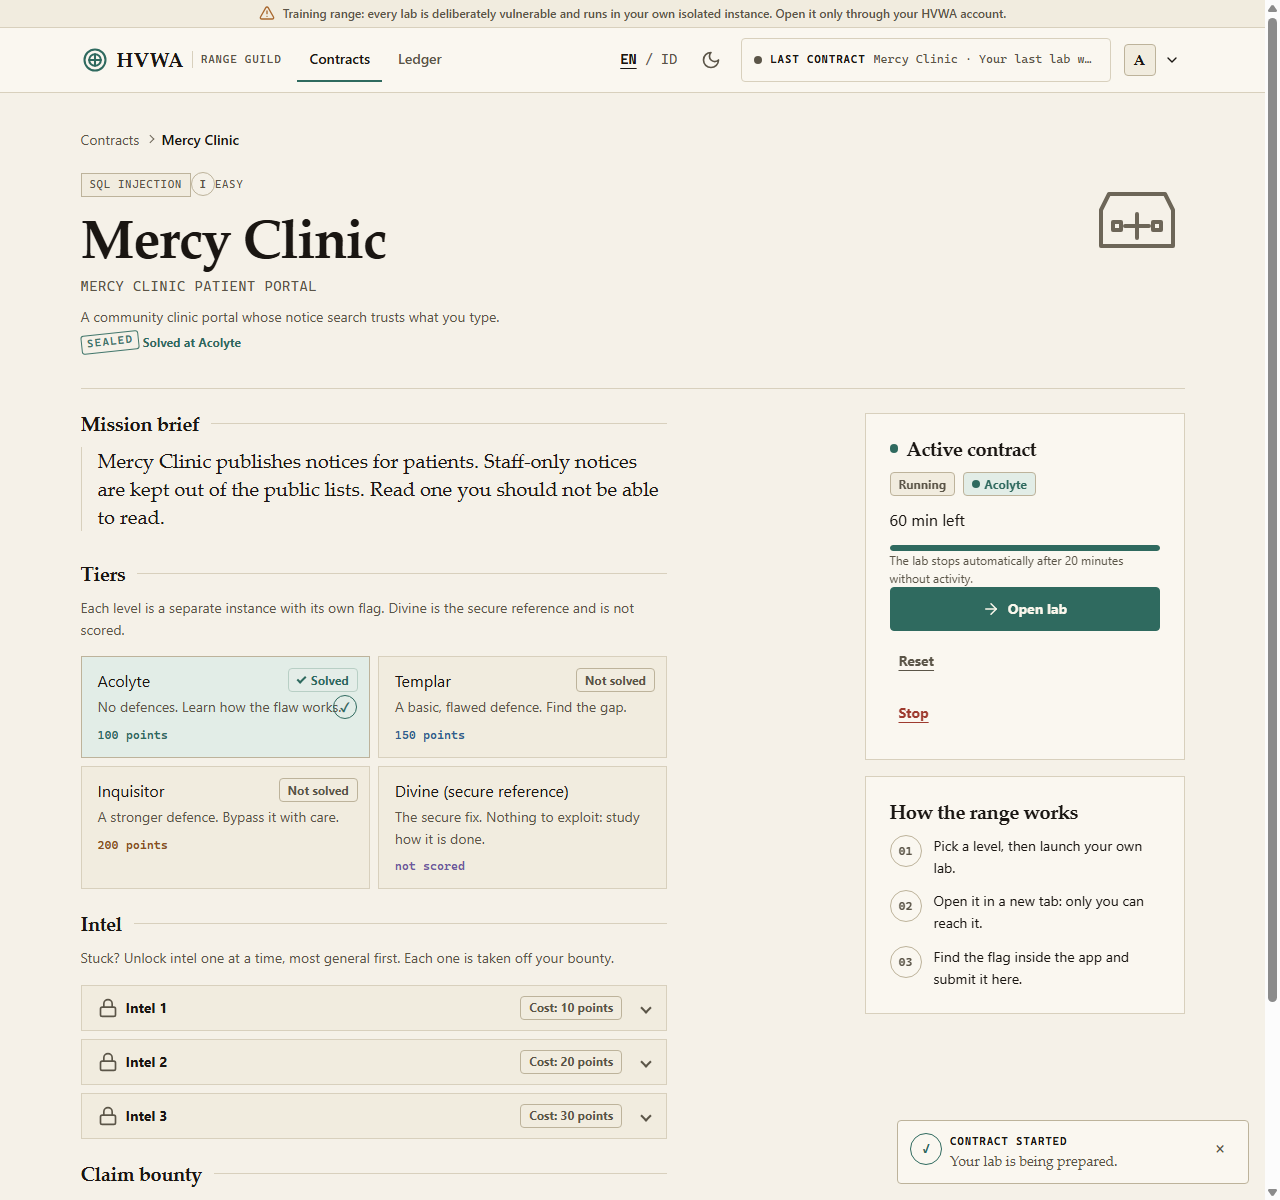 Training range: every lab is deliberately vulnerable and runs in your own isolated instance. Open it only through your HVWA account.
HVWA RANGE GUILD Contracts Ledger EN / ID LAST CONTRACT Mercy Clinic · Your last lab w… A
Contracts > Mercy Clinic
SQL INJECTION I EASY
Mercy Clinic
MERCY CLINIC PATIENT PORTAL
A community clinic portal whose notice search trusts what you type.
SEALED Solved at Acolyte
Mission brief
Mercy Clinic publishes notices for patients. Staff-only notices
are kept out of the public lists. Read one you should not be able
to read.
Tiers
Each level is a separate instance with its own flag. Divine is the secure reference and is not
scored.
Acolyte
Solved
No defences. Learn how the flaw works.
100 points
Templar
Not solved
A basic, flawed defence. Find the gap.
150 points
Inquisitor
Not solved
A stronger defence. Bypass it with care.
200 points
Divine (secure reference)
The secure fix. Nothing to exploit: study
how it is done.
not scored
Intel
Stuck? Unlock intel one at a time, most general first. Each one is taken off your bounty.
Intel 1 Cost: 10 points
Intel 2 Cost: 20 points
Intel 3 Cost: 30 points
Claim bounty
Active contract
Running Acolyte
60 min left
The lab stops automatically after 20 minutes
without activity.
Open lab
Reset
Stop
How the range works
01 Pick a level, then launch your own
lab.
02 Open it in a new tab: only you can
reach it.
03 Find the flag inside the app and
submit it here.
CONTRACT STARTED
Your lab is being prepared.